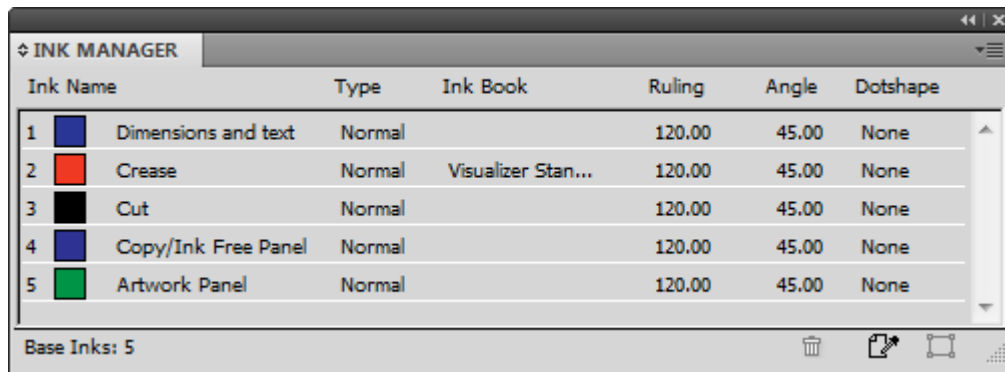 INK MANAGER
Ink Name Type Ink Book Ruling Angle Dotshape
1 Dimensions and text Normal 120.00 45.00 None
2 Crease Normal Visualizer Stan... 120.00 45.00 None
3 Cut Normal 120.00 45.00 None
4 Copy/Ink Free Panel Normal 120.00 45.00 None
5 Artwork Panel Normal 120.00 45.00 None
Base Inks: 5